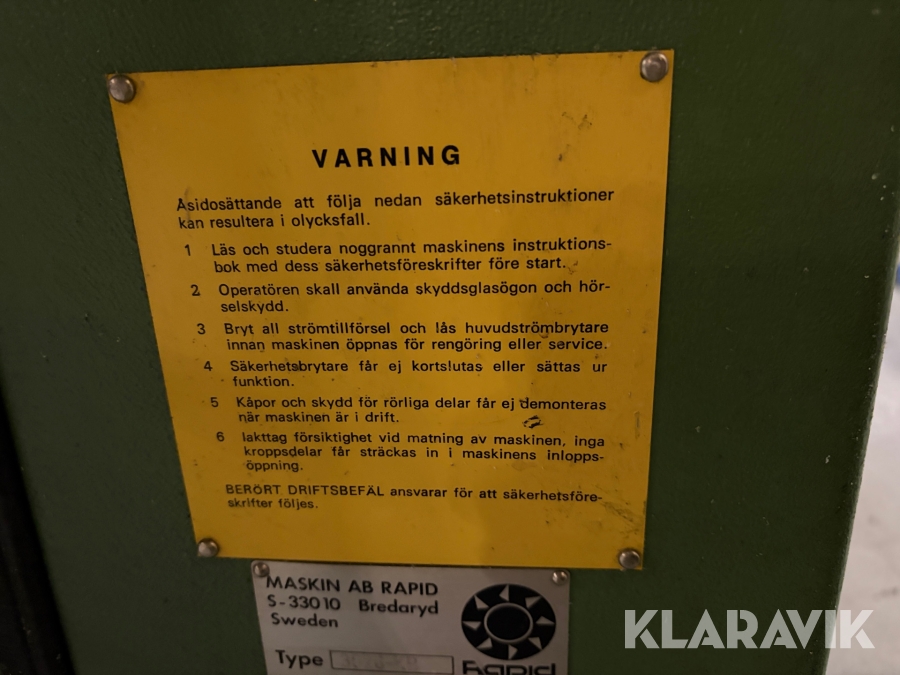 VARNING
Asidosättande att följa nedan säkerhetsinstruktioner
kan resultera i olycksfall.
1 Läs och studera noggrannt maskinens instruktions-
bok med dess säkerhetsföreskrifter före start.
2 Operatören skall använda skyddsglasögon och hör-
selskydd.
3 Bryt all strömtillförsel och lås huvudströmbrytare
innan maskinen öppnas för rengöring eller service.
4 Säkerhetsbrytare får ej kortslutas eller sättas ur
funktion.
5 Kåpor och skydd för rörliga delar får ej demonteras
när maskinen är i drift.
6 Iakttag försiktighet vid matning av maskinen, inga
kroppsdelar får sträckas in i maskinens inlopps-
öppning.
BERÖRT DRIFTSBEFÄL ansvarar för att säkerhetsföre-
skrifter följes.
MASKIN AB RAPID
S-33010 Bredaryd
Sweden
Type
Rapid
KLARAVIK